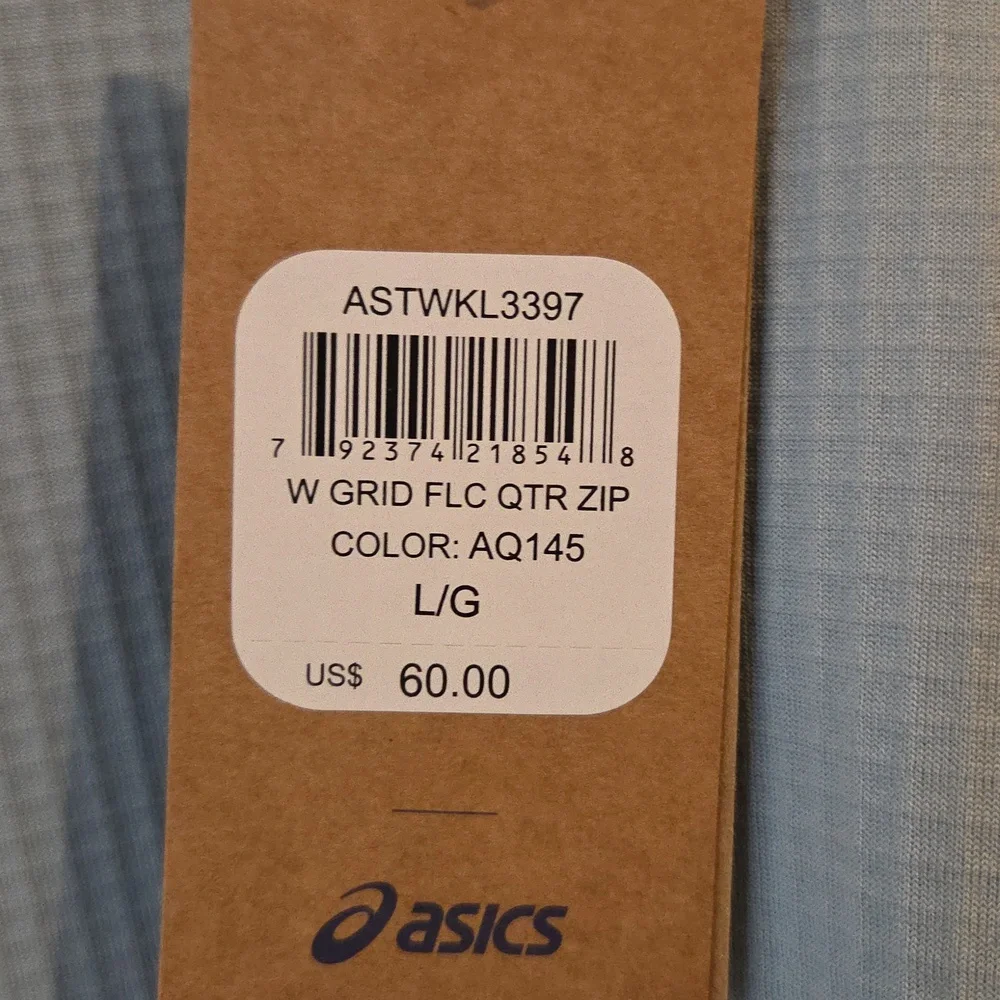 ASTWKL3397
7 92374 21854 8
W GRID FLC QTR ZIP
COLOR: AQ145
L/G
US$ 60.00
asics